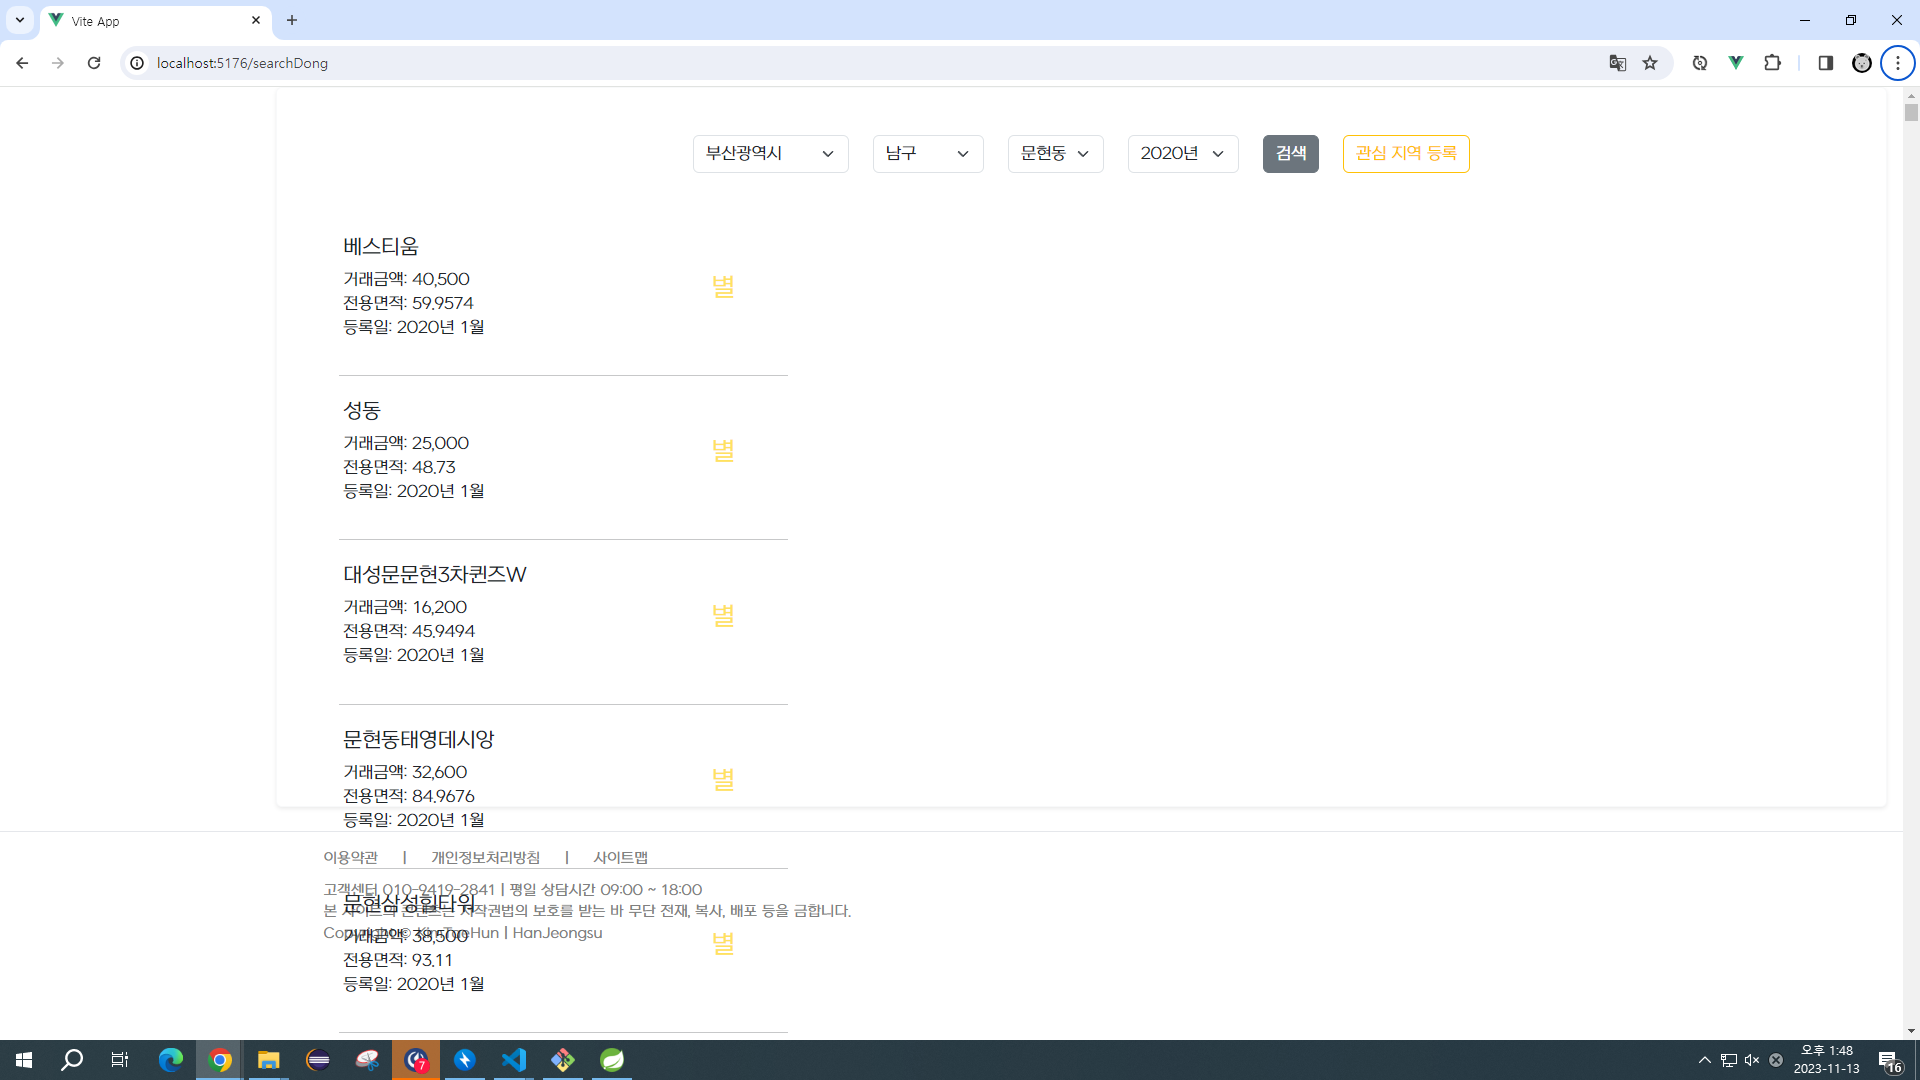 Vite App
localhost:5176/searchDong
부산광역시 남구 문현동 2020년 검색 관심 지역 등록
베스티움
거래금액: 40,500
전용면적: 59.9574
등록일: 2020년 1월
별
성동
거래금액: 25,000
전용면적: 48.73
등록일: 2020년 1월
별
대성문문현3차퀸즈W
거래금액: 16,200
전용면적: 45.9494
등록일: 2020년 1월
별
문현동태영데시앙
거래금액: 32,600
전용면적: 84.9676
등록일: 2020년 1월
별
이용약관 | 개인정보처리방침 | 사이트맵
고객센터 010-9419-2841 | 평일 상담시간 09:00 ~ 18:00
문현삼성힐타워
본 사이트의 콘텐츠는 저작권법의 보호를 받는 바 무단 전재, 복사, 배포 등을 금합니다.
Copyright © KimTaeHun | HanJeongsu
거래금액: 38,500
전용면적: 93.11
등록일: 2020년 1월
별
7
오후 1:48
2023-11-13
16